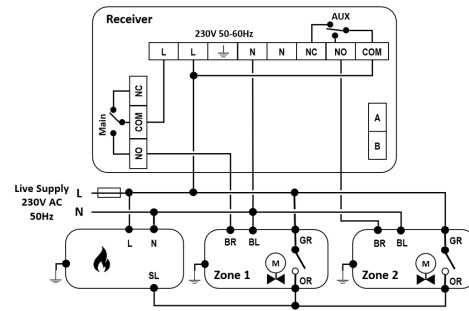 Receiver
AUX
230V 50-60Hz
L L N N NC NO COM
Main
NC
COM
NO
A
B
Live Supply
230V AC
50Hz
L
N
L N
SL
BR BL GR
Zone 1
M
OR
BR BL GR
Zone 2
M
OR